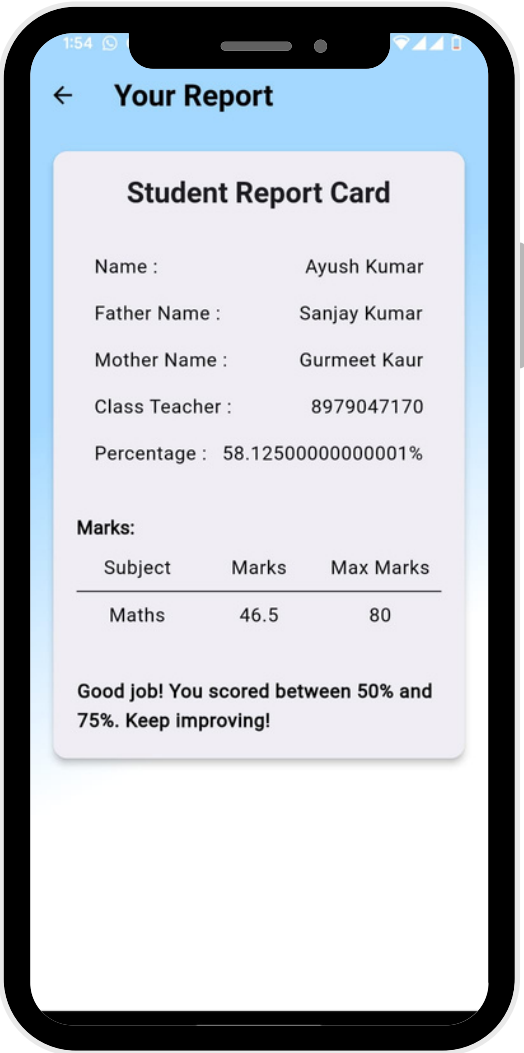 1:54
Your Report
Student Report Card
Name : Ayush Kumar
Father Name : Sanjay Kumar
Mother Name : Gurmeet Kaur
Class Teacher : 8979047170
Percentage : 58.12500000000001%
Marks:
Subject Marks Max Marks
Maths 46.5 80
Good job! You scored between 50% and
75%. Keep improving!